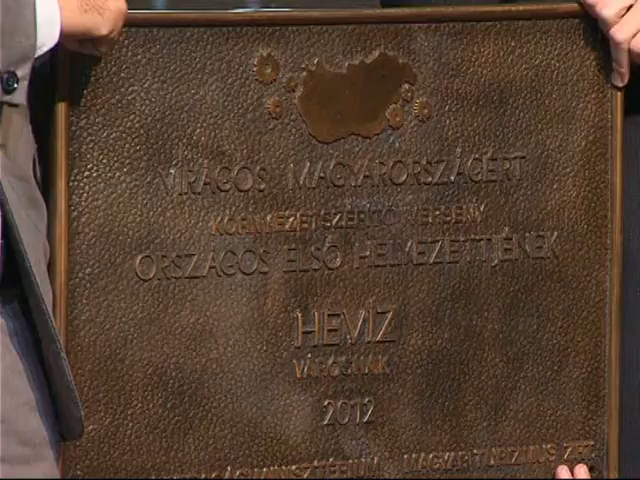 VIRÁGOS MAGYARORSZÁGÉRT
KÖRNYEZETSZÉPÍTŐ VERSENY
ORSZÁGOS ELSŐ HELYEZETTJÉNEK
HÉVÍZ
VÁROSNAK
2012
MAGYAR TURIZMUS ZRT.